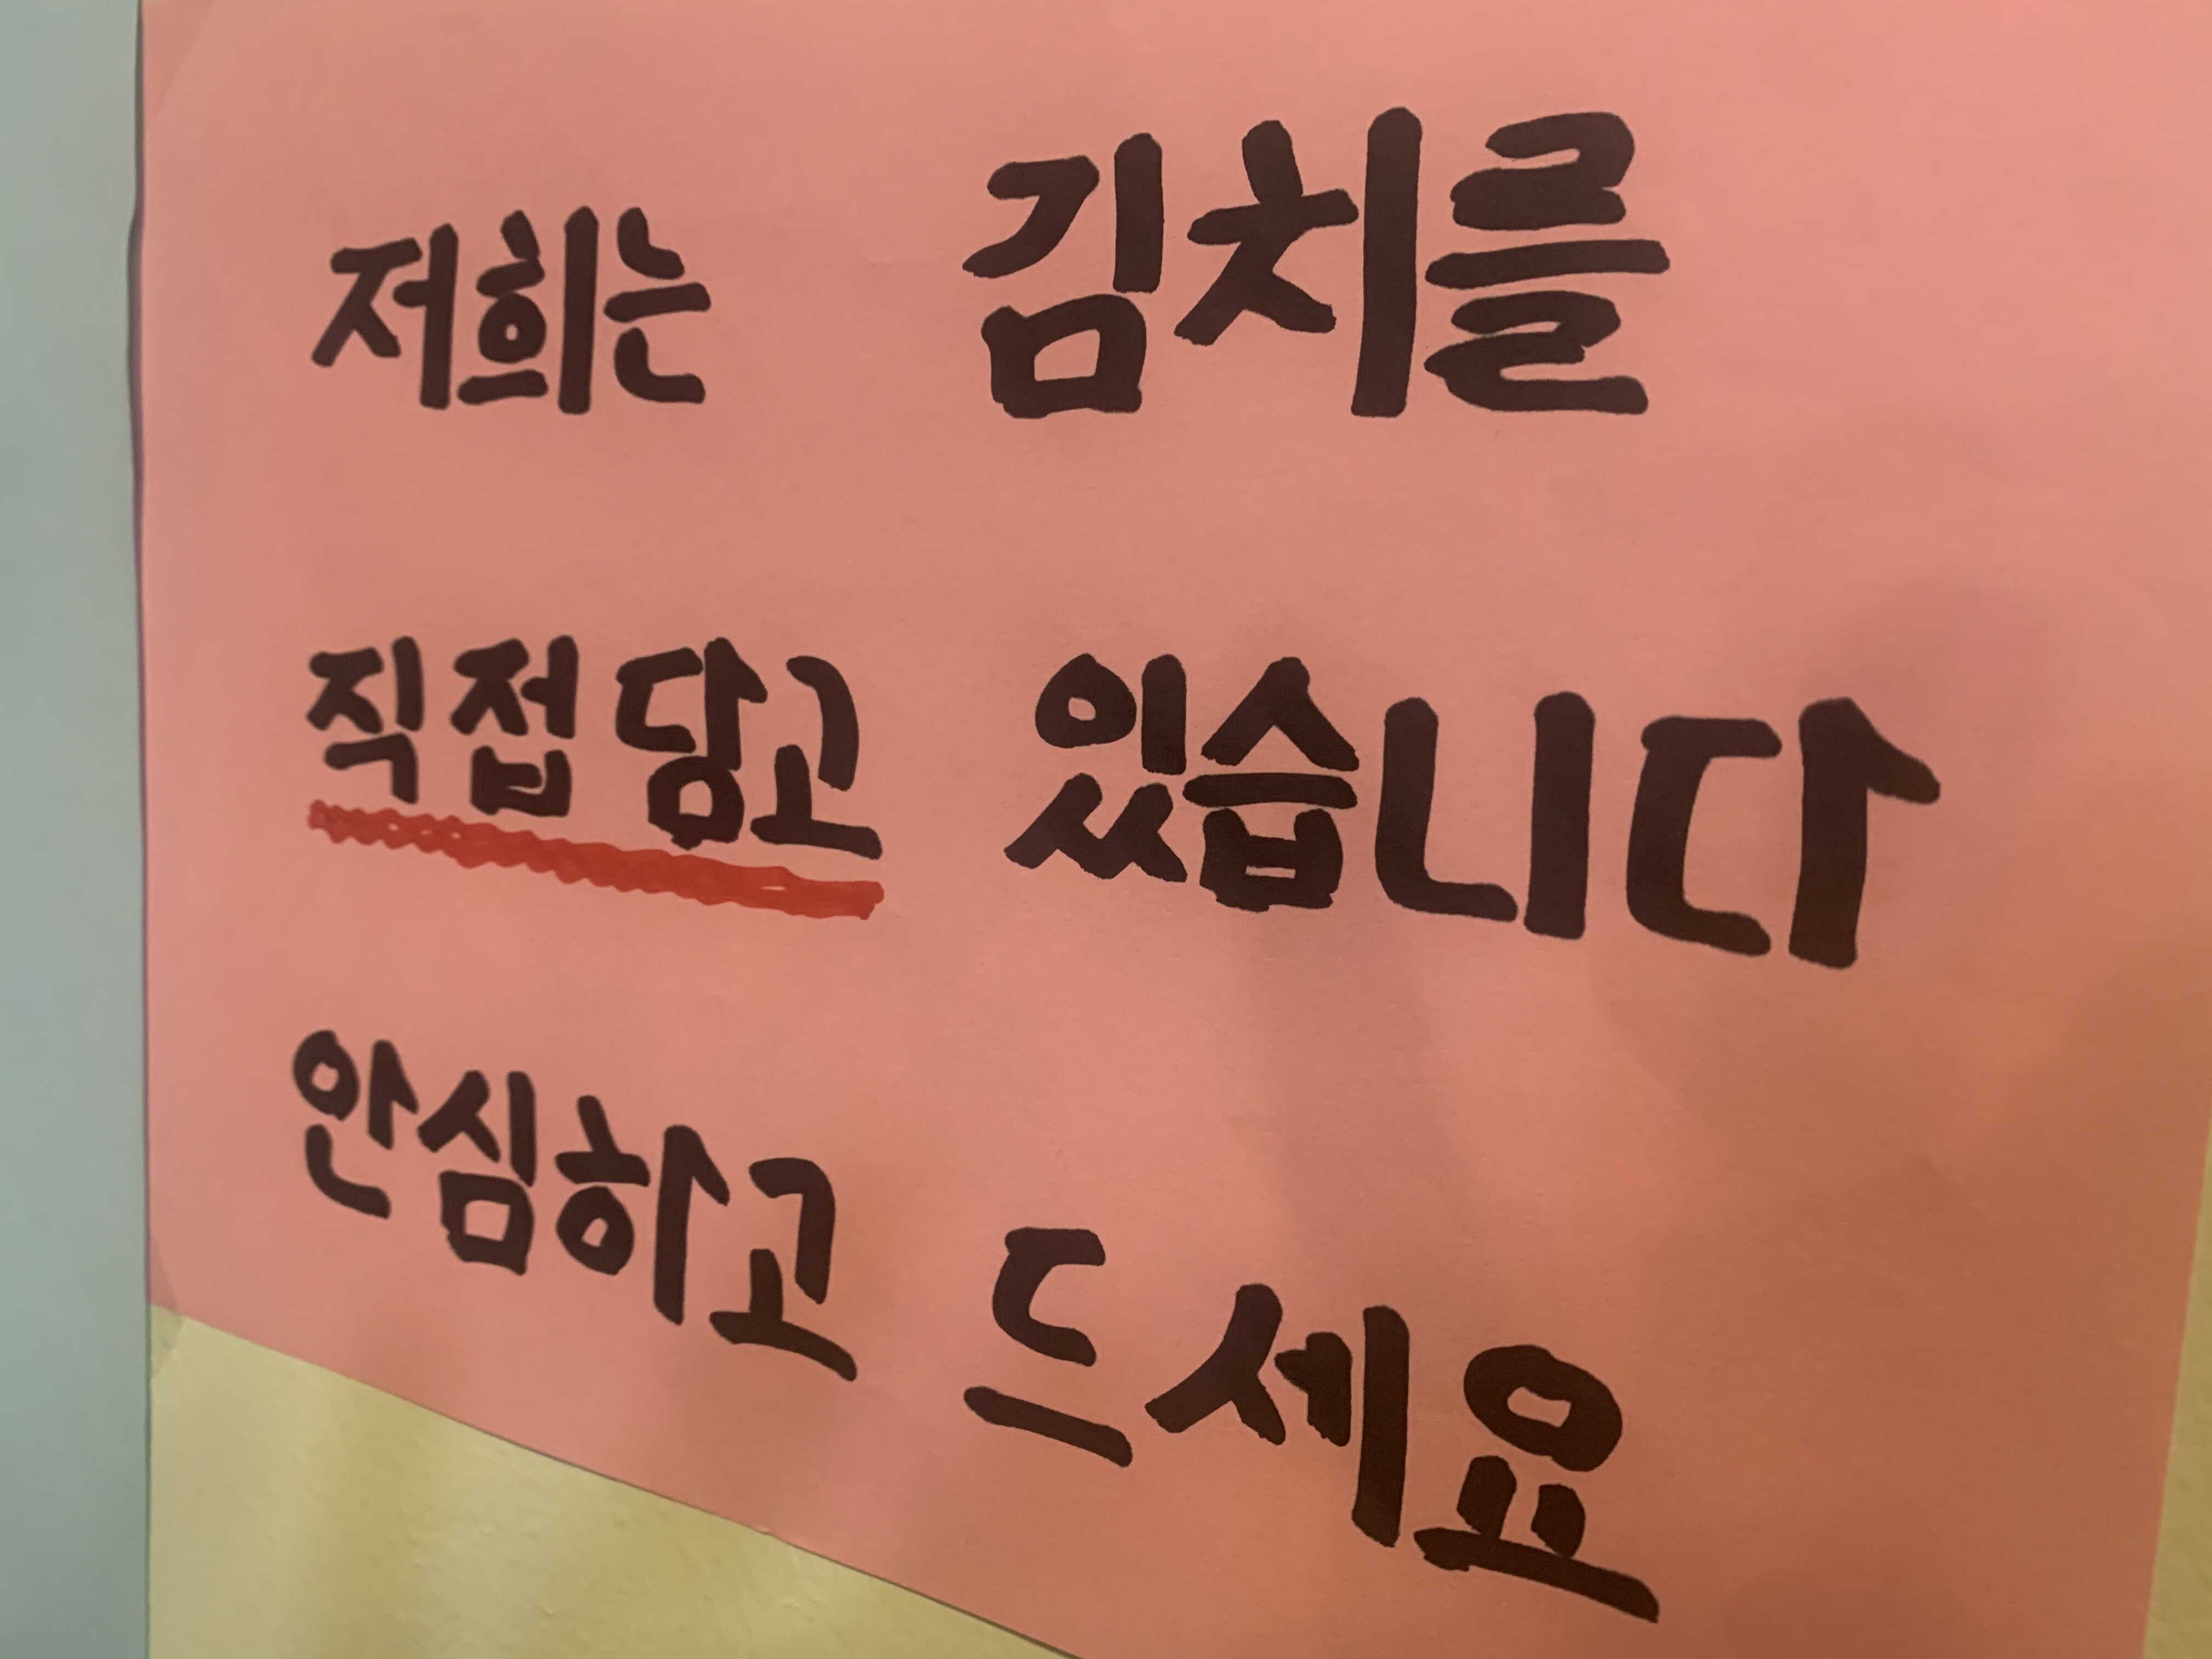 저희는 김치를
직접 당고 있습니다
안심하고 드세요